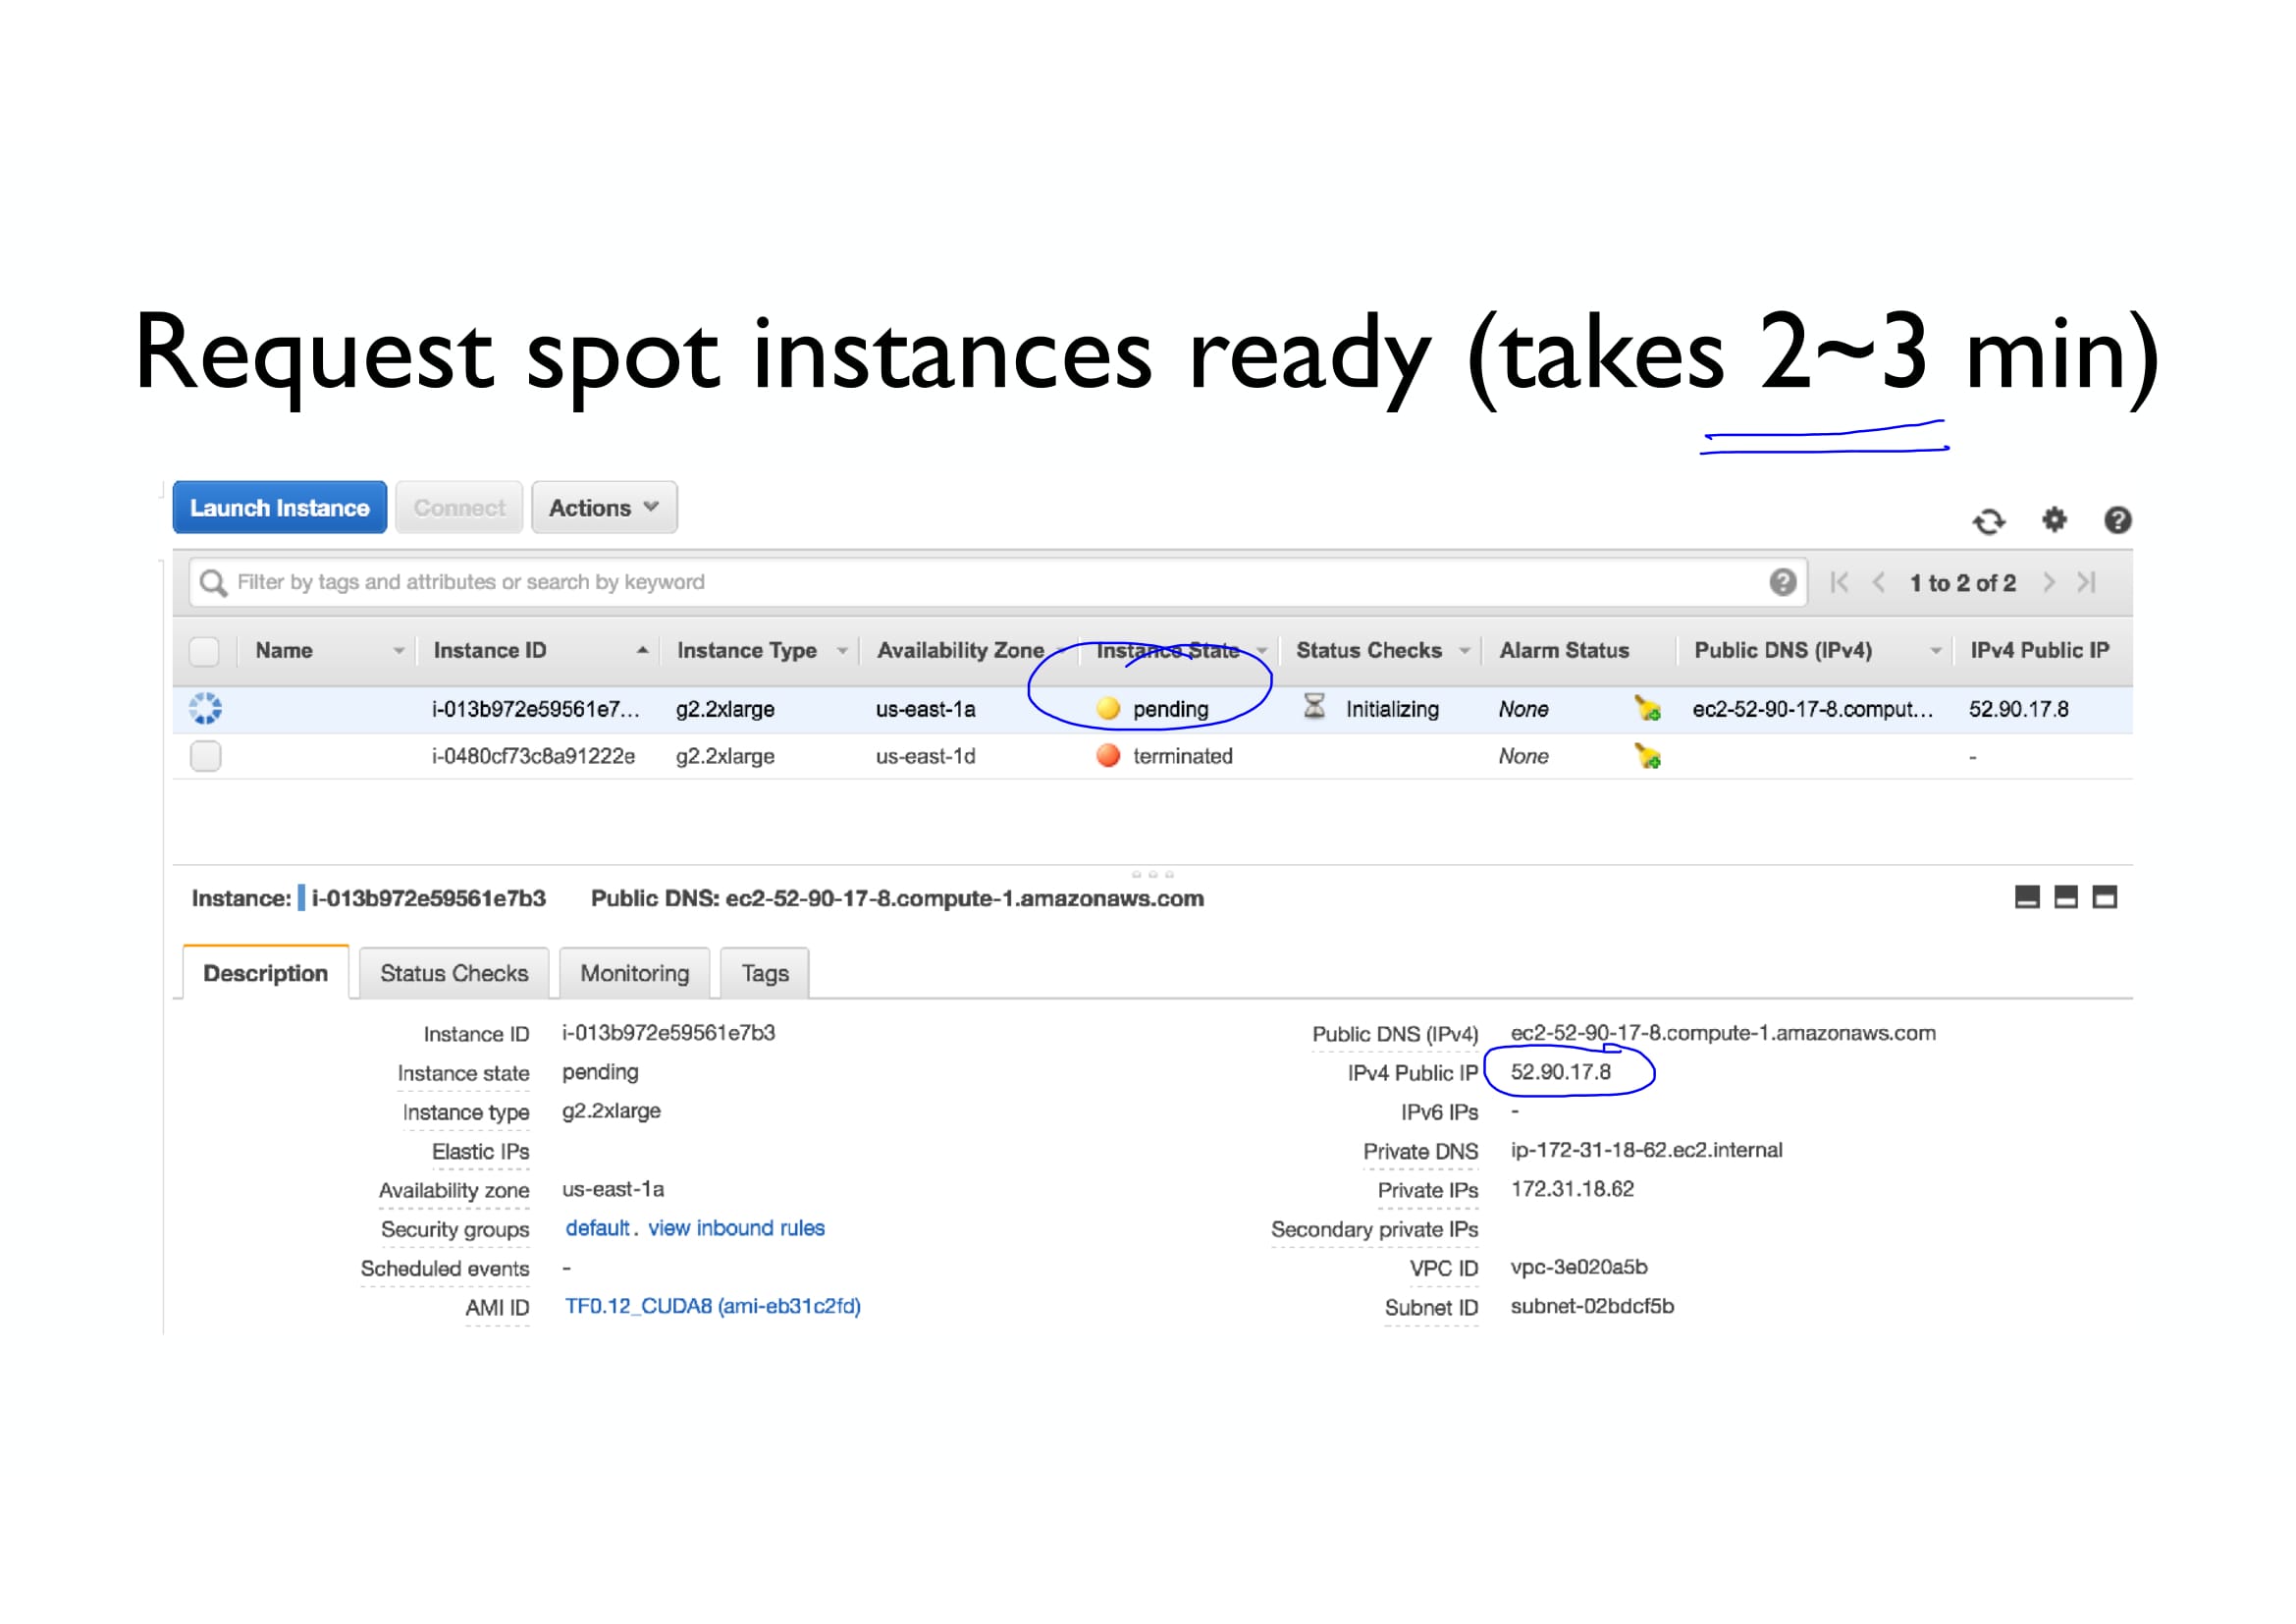 Request spot instances ready (takes 2~3 min)
Launch Instance Connect Actions
Filter by tags and attributes or search by keyword 1 to 2 of 2
Name Instance ID Instance Type Availability Zone Instance State Status Checks Alarm Status Public DNS (IPv4) IPv4 Public IP
i-013b972e59561e7... g2.2xlarge us-east-1a pending Initializing None ec2-52-90-17-8.comput... 52.90.17.8
i-0480cf73c8a91222e g2.2xlarge us-east-1d terminated None -
Instance: i-013b972e59561e7b3 Public DNS: ec2-52-90-17-8.compute-1.amazonaws.com
Description Status Checks Monitoring Tags
Instance ID i-013b972e59561e7b3 Public DNS (IPv4) ec2-52-90-17-8.compute-1.amazonaws.com
Instance state pending IPv4 Public IP 52.90.17.8
Instance type g2.2xlarge IPv6 IPs -
Elastic IPs Private DNS ip-172-31-18-62.ec2.internal
Availability zone us-east-1a Private IPs 172.31.18.62
Security groups default. view inbound rules Secondary private IPs
Scheduled events - VPC ID vpc-3e020a5b
AMI ID TF0.12_CUDA8 (ami-eb31c2fd) Subnet ID subnet-02bdcf5b